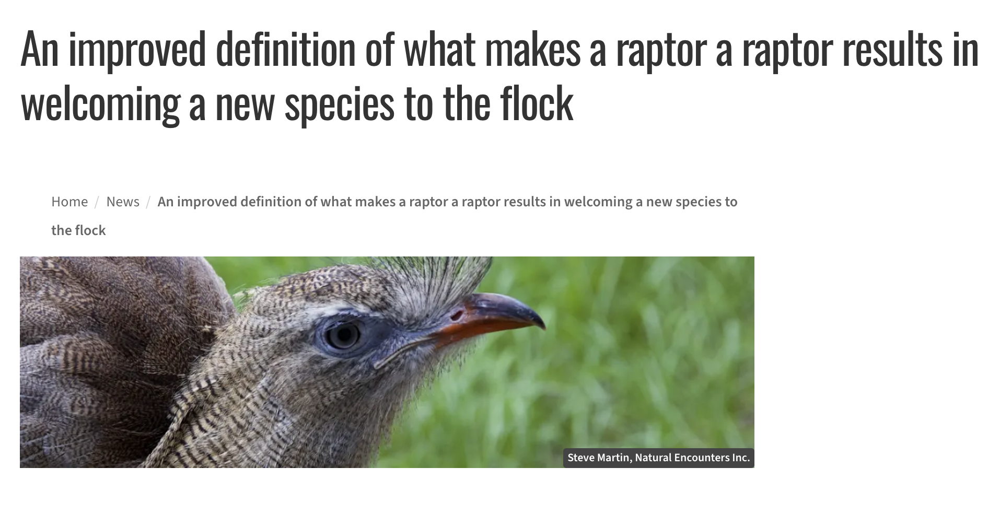 An improved definition of what makes a raptor a raptor results in
welcoming a new species to the flock
Home / News / An improved definition of what makes a raptor a raptor results in welcoming a new species to
the flock
Steve Martin, Natural Encounters Inc.